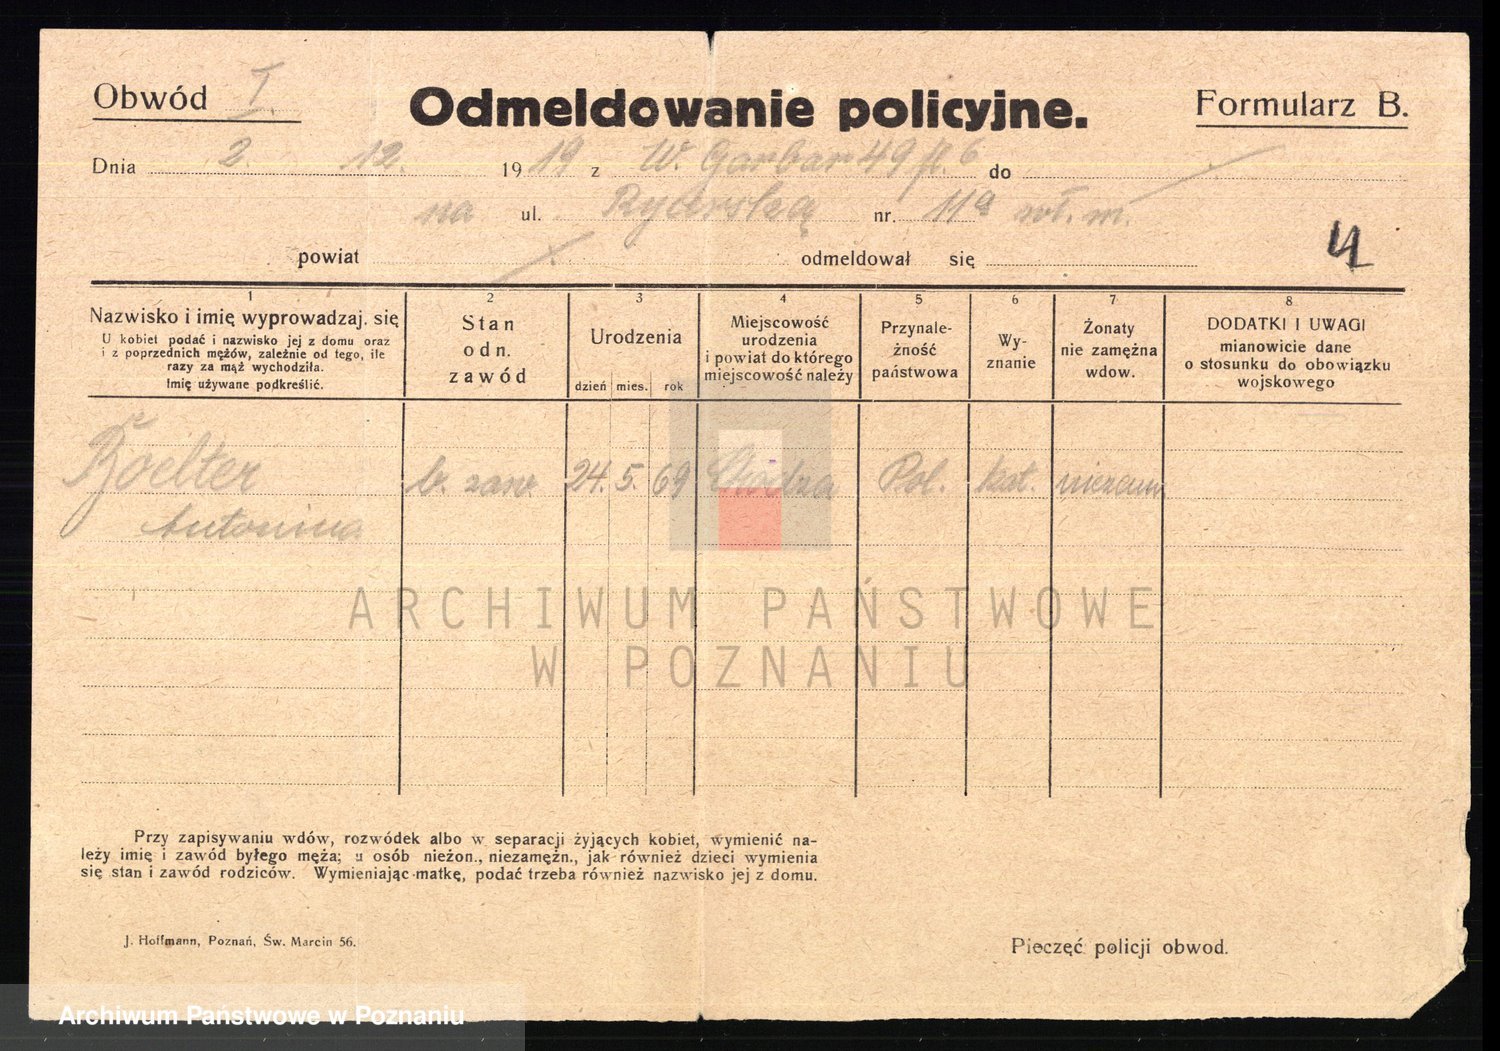 Obwód I.
Odmeldowanie policyjne.
Formularz B.
Dnia 2. 12. 1919 z W. Garbar 49 pl. 6 do
na ul. Rycerską nr. 11a wł. m.
powiat odmeldował się
4
1 2 3 4 5 6 7 8
Nazwisko i imię wyprowadzaj. się
U kobiet podać i nazwisko jej z domu oraz
i z poprzednich mężów, zależnie od tego, ile
razy za mąż wychodziła.
Imię używane podkreślić.
Stan
odn.
zawód
Urodzenia
dzień mies. rok
Miejscowość
urodzenia
i powiat do którego
miejscowość należy
Przynale-
żność
państwowa
Wy-
znanie
Żonaty
nie zamężna
wdow.
DODATKI I UWAGI
mianowicie dane
o stosunku do obowiązku
wojskowego
b. zaw. 24. 5. 69 Pol. kat. niezam.
Antonina
ARCHIWUM PAŃSTWOWE
W POZNANIU
Przy zapisywaniu wdów, rozwódek albo w separacji żyjących kobiet, wymienić na-
leży imię i zawód byłego męża; u osób nieżon., niezamężn., jak również dzieci wymienia
się stan i zawód rodziców. Wymieniając matkę, podać trzeba również nazwisko jej z domu.
J. Hoffmann, Poznań, Św. Marcin 56.
Pieczęć policji obwod.
Archiwum Państwowe w Poznaniu